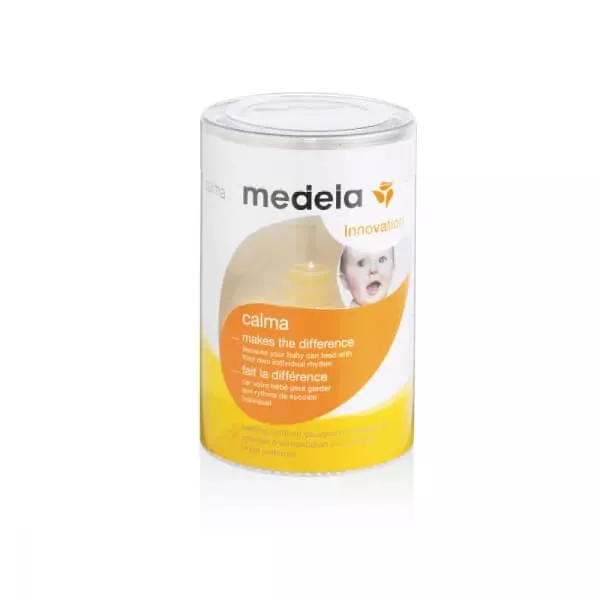 calma
medela
Innovation
calma
makes the difference
because your baby can feed with
their own individual rhythm
fait la différence
car votre bébé peut garder
son rythme de succion
individuel